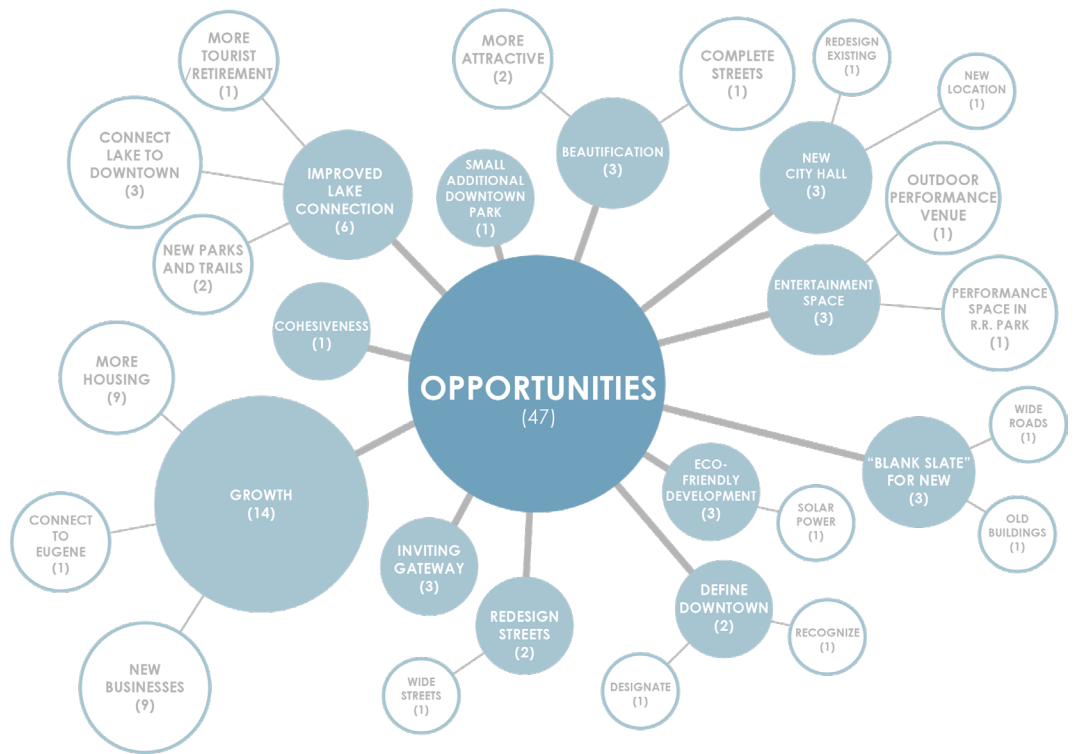 MORE
TOURIST
/RETIREMENT
(1)
CONNECT
LAKE TO
DOWNTOWN
(3)
NEW PARKS
AND TRAILS
(2)
IMPROVED
LAKE
CONNECTION
(6)
SMALL
ADDITIONAL
DOWNTOWN
PARK
(1)
MORE
ATTRACTIVE
(2)
COMPLETE
STREETS
(1)
BEAUTIFICATION
(3)
REDESIGN
EXISTING
(1)
NEW
LOCATION
(1)
NEW
CITY HALL
(3)
OUTDOOR
PERFORMANCE
VENUE
(1)
ENTERTAINMENT
SPACE
(3)
PERFORMANCE
SPACE IN
R.R. PARK
(1)
COHESIVENESS
(1)
OPPORTUNITIES
(47)
MORE
HOUSING
(9)
GROWTH
(14)
CONNECT
TO
EUGENE
(1)
NEW
BUSINESSES
(9)
INVITING
GATEWAY
(3)
REDESIGN
STREETS
(2)
WIDE
STREETS
(1)
ECO-
FRIENDLY
DEVELOPMENT
(3)
SOLAR
POWER
(1)
DEFINE
DOWNTOWN
(2)
RECOGNIZE
(1)
DESIGNATE
(1)
"BLANK SLATE"
FOR NEW
(3)
WIDE
ROADS
(1)
OLD
BUILDINGS
(1)